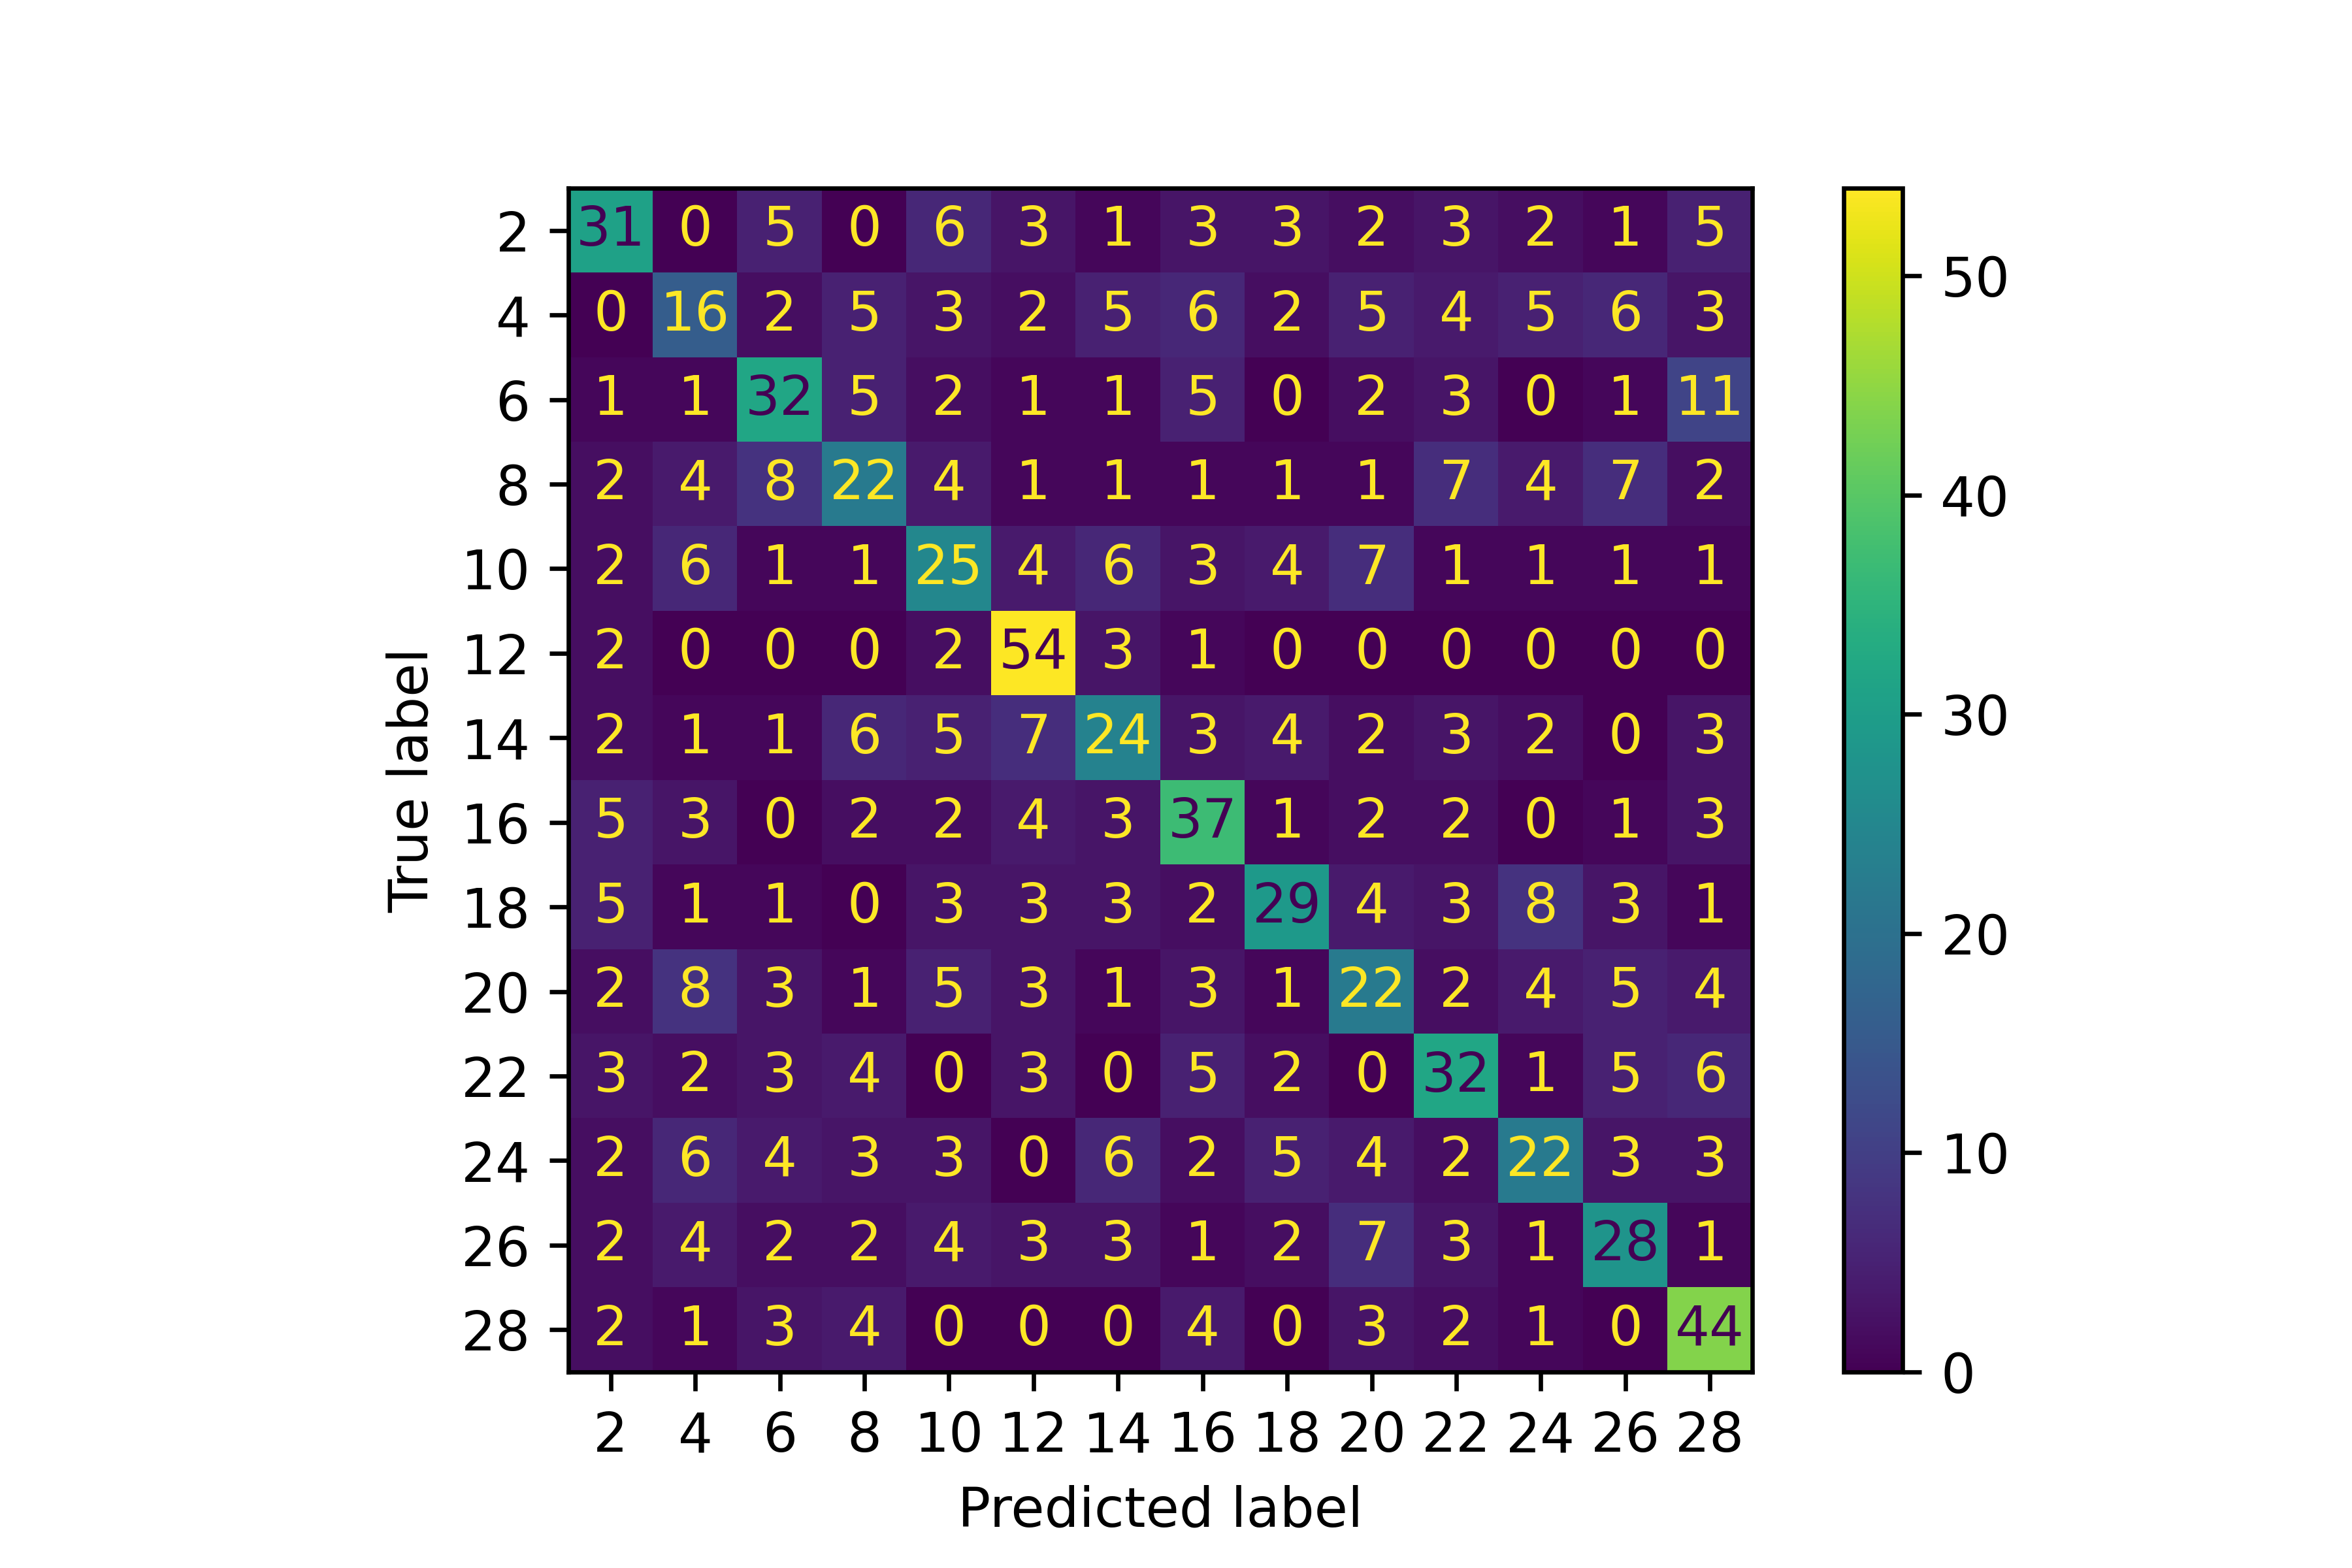 2 31 0 5 0 6 3 1 3 3 2 3 2 1 5
4 0 16 2 5 3 2 5 6 2 5 4 5 6 3
6 1 1 32 5 2 1 1 5 0 2 3 0 1 11
8 2 4 8 22 4 1 1 1 1 1 7 4 7 2
10 2 6 1 1 25 4 6 3 4 7 1 1 1 1
12 2 0 0 0 2 54 3 1 0 0 0 0 0 0
14 2 1 1 6 5 7 24 3 4 2 3 2 0 3
16 5 3 0 2 2 4 3 37 1 2 2 0 1 3
18 5 1 1 0 3 3 3 2 29 4 3 8 3 1
20 2 8 3 1 5 3 1 3 1 22 2 4 5 4
22 3 2 3 4 0 3 0 5 2 0 32 1 5 6
24 2 6 4 3 3 0 6 2 5 4 2 22 3 3
26 2 4 2 2 4 3 3 1 2 7 3 1 28 1
28 2 1 3 4 0 0 0 4 0 3 2 1 0 44
2 4 6 8 10 12 14 16 18 20 22 24 26 28
Predicted label
True label
50
40
30
20
10
0